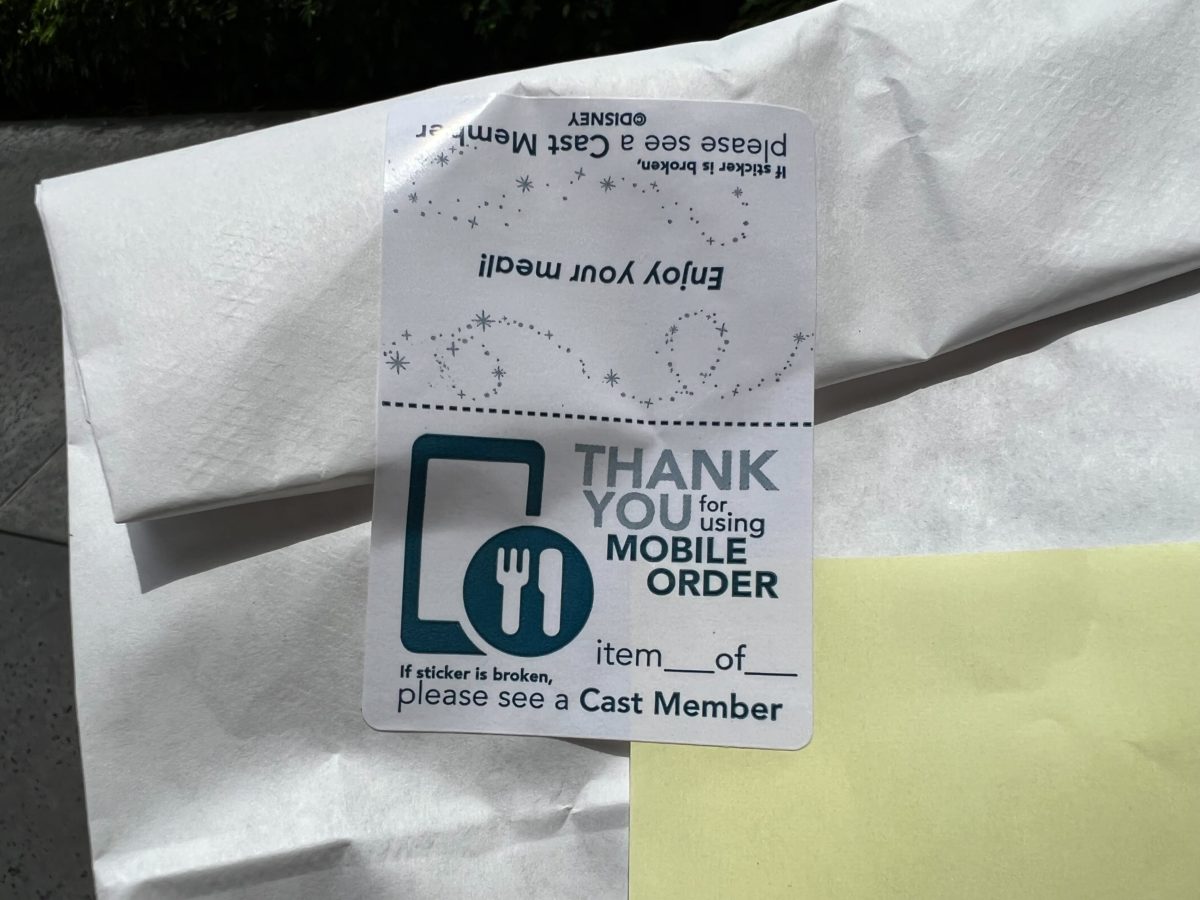 ©DISNEY
please see a Cast Member
If sticker is broken,
Enjoy your meal!
THANK
YOU for
using
MOBILE
ORDER
item___of___
If sticker is broken,
please see a Cast Member